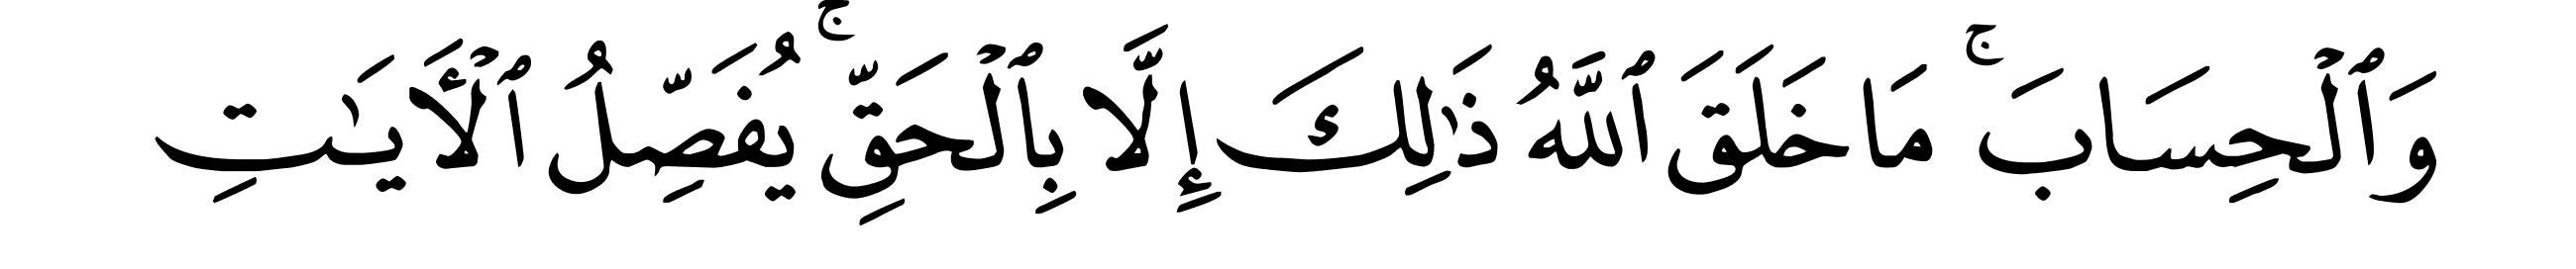 وَٱلْحِسَابَ ۚ مَا خَلَقَ ٱللَّهُ ذَٰلِكَ إِلَّا بِٱلْحَقِّ ۚ يُفَصِّلُ ٱلْأَيَـٰتِ